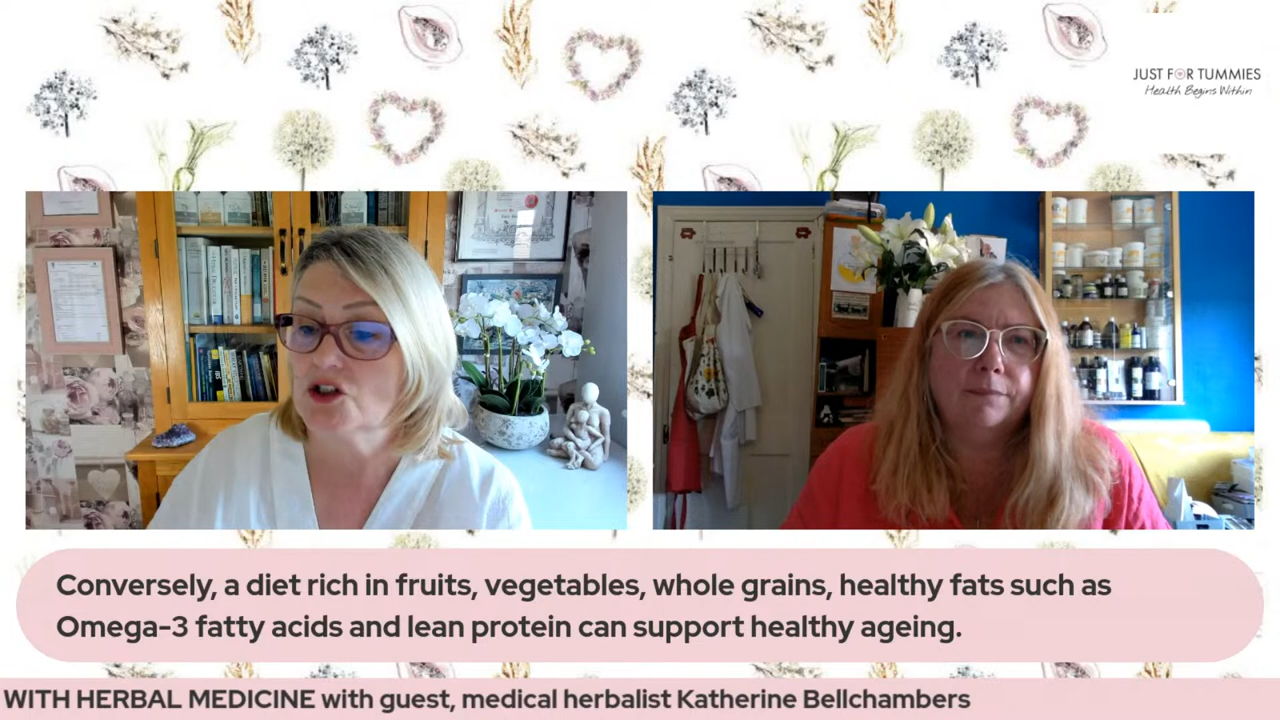 JUST FOR TUMMIES
Health Begins Within
Conversely, a diet rich in fruits, vegetables, whole grains, healthy fats such as
Omega-3 fatty acids and lean protein can support healthy ageing.
WITH HERBAL MEDICINE with guest, medical herbalist Katherine Bellchambers